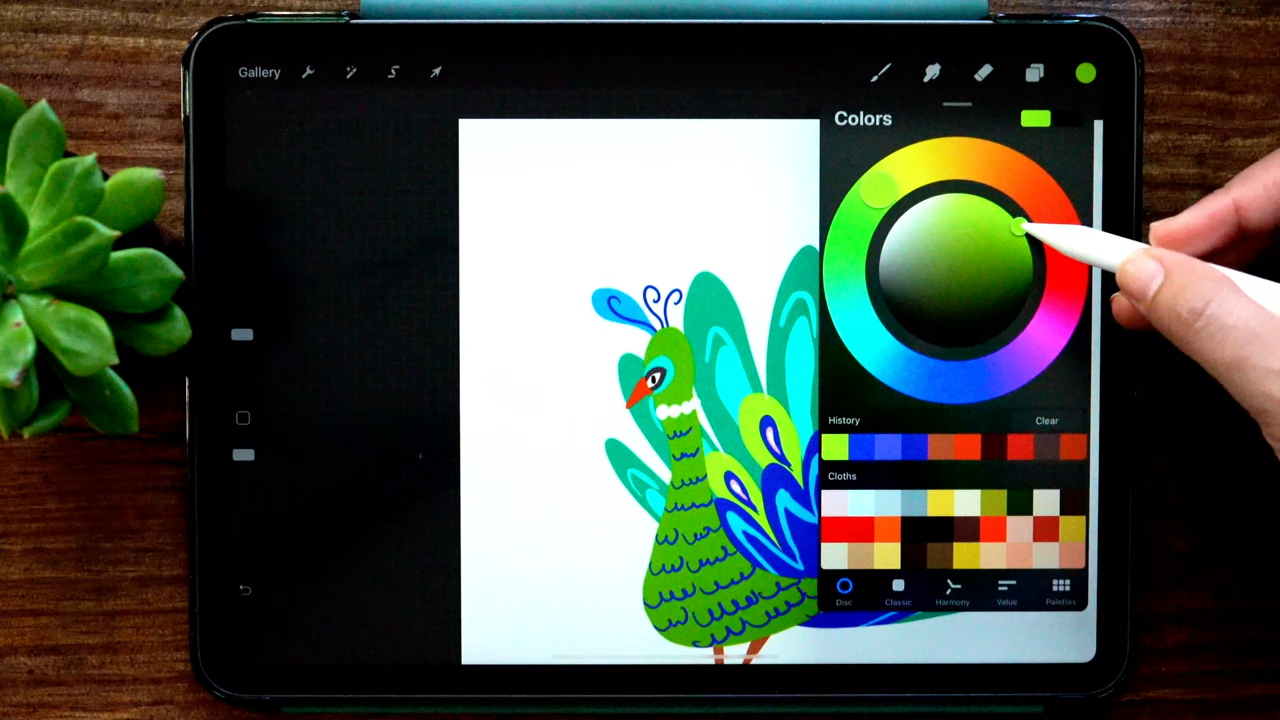 Gallery
Colors
History Clear
Cloths
Disc Classic Harmony Value Palettes